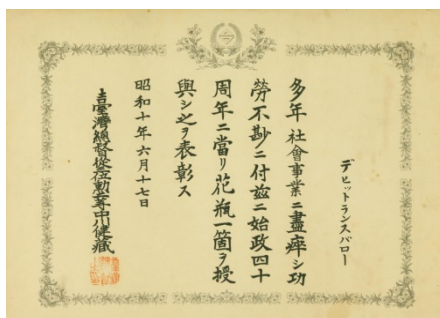 デヒットランスバロー
多年社會事業ニ盡瘁シ功
勞不尠ニ付茲ニ始政四十
周年ニ當リ花瓶一箇ヲ授
與シ之ヲ表彰ス
昭和十年六月十七日
臺灣總督從位勳等中川健藏